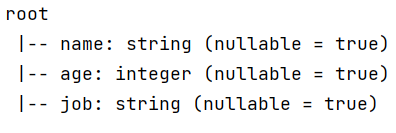 root
 |-- name: string (nullable = true)
 |-- age: integer (nullable = true)
 |-- job: string (nullable = true)